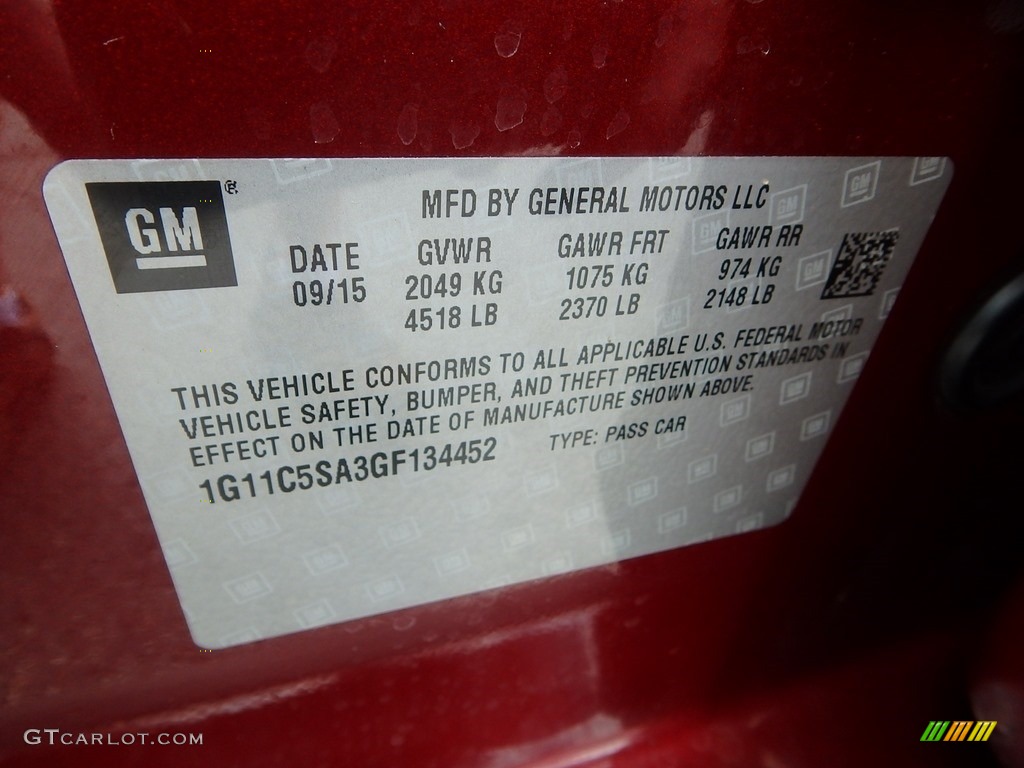 GM
MFD BY GENERAL MOTORS LLC
DATE GVWR GAWR FRT GAWR RR
09/15 2049 KG 1075 KG 974 KG
4518 LB 2370 LB 2148 LB
THIS VEHICLE CONFORMS TO ALL APPLICABLE U.S. FEDERAL MOTOR
VEHICLE SAFETY, BUMPER, AND THEFT PREVENTION STANDARDS IN
EFFECT ON THE DATE OF MANUFACTURE SHOWN ABOVE.
1G11C5SA3GF134452 TYPE: PASS CAR
GTCARLOT.COM